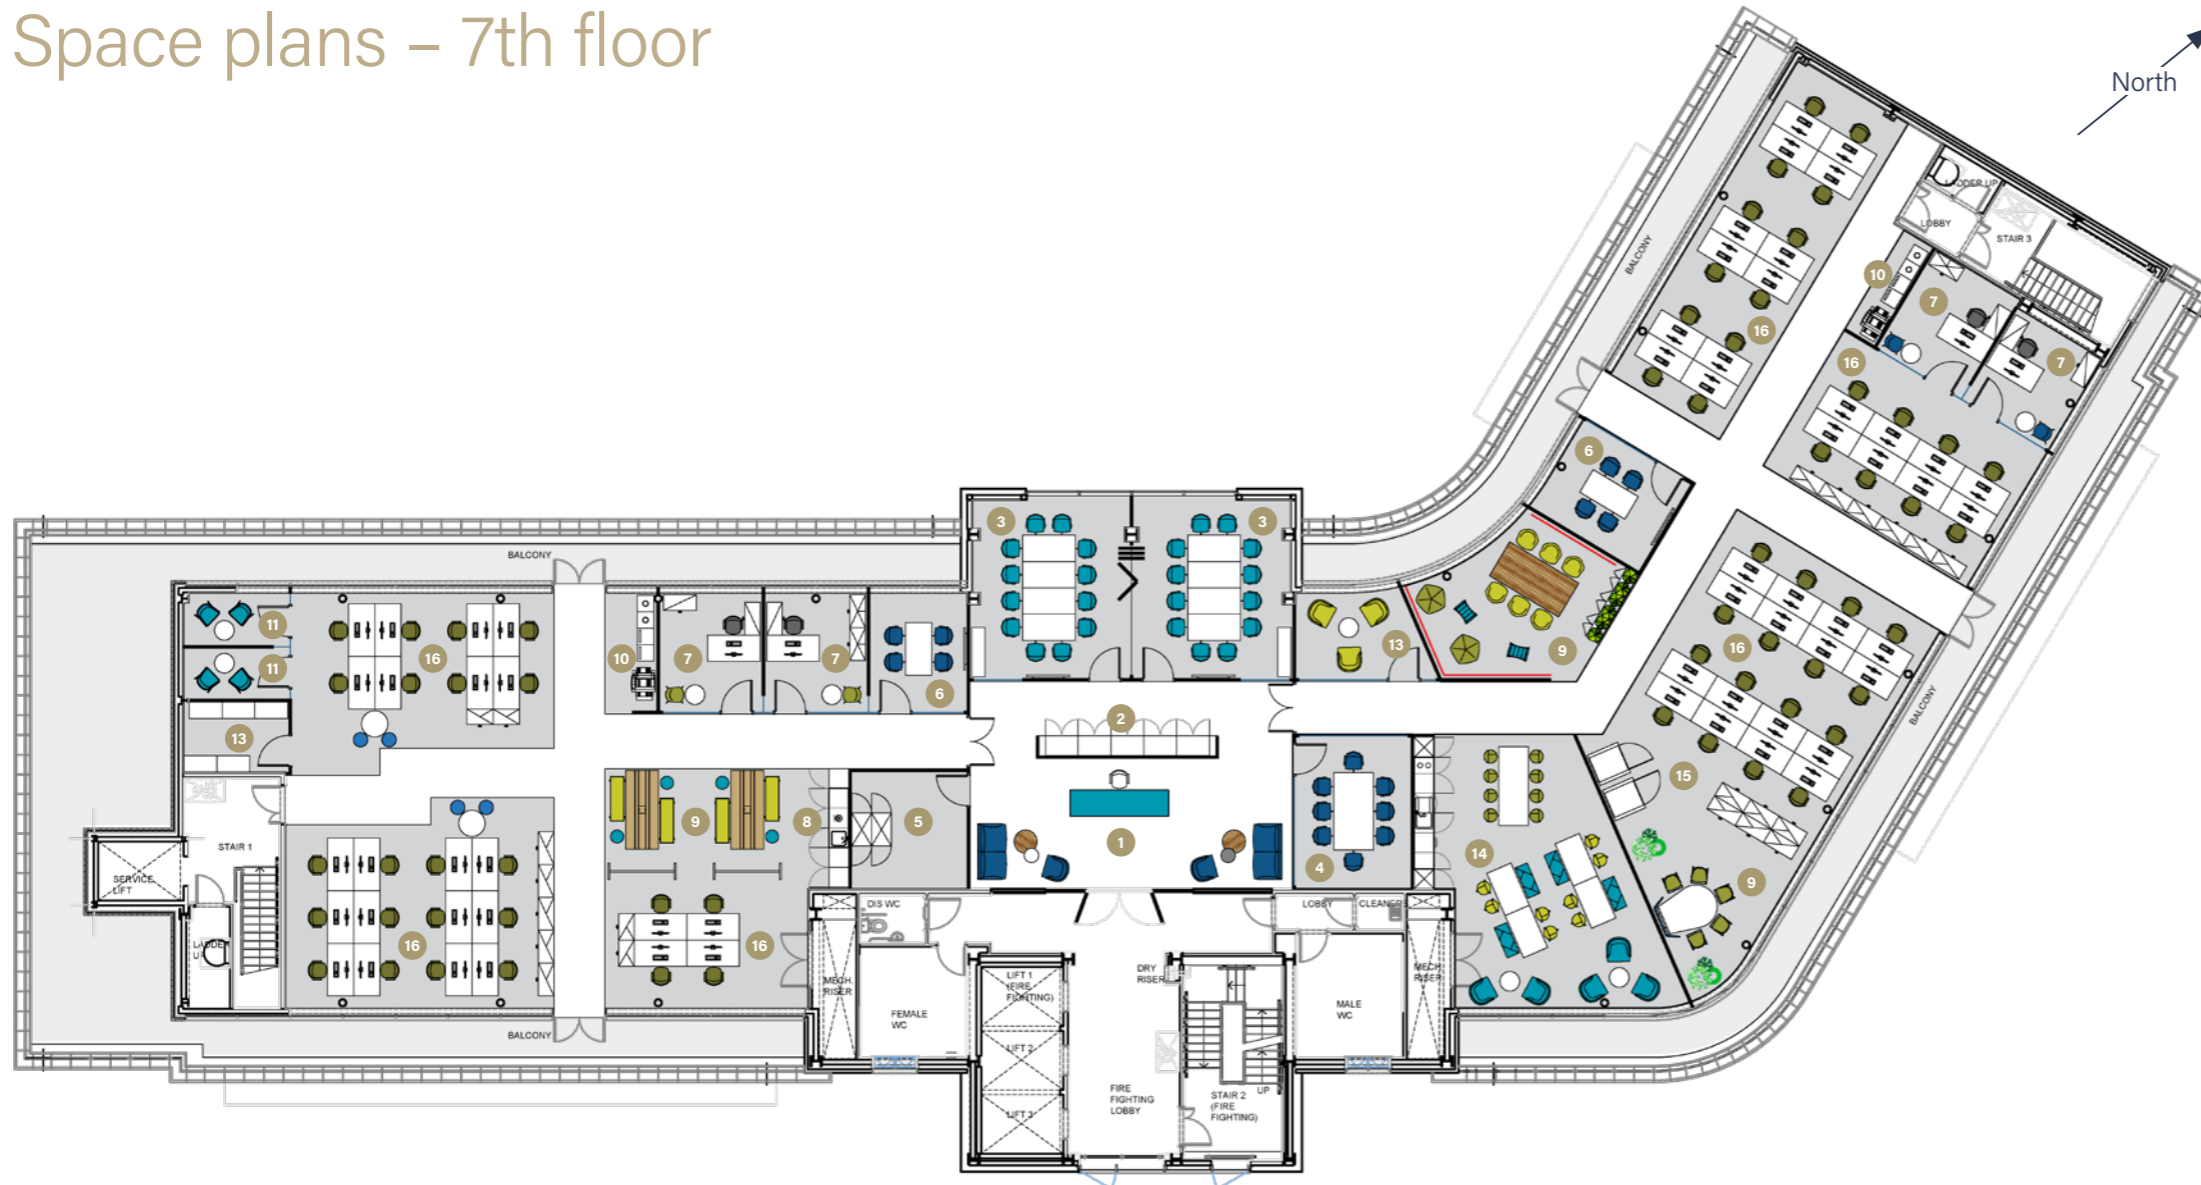 Space plans – 7th floor
North
LADDER UP
LOBBY
STAIR 3
BALCONY
10
7
16
16
7
6
3
3
BALCONY
11
11
16
10
7
7
6
13
9
16
13
2
BALCONY
15
9
8
5
1
4
14
9
STAIR 1
SERVICE
LIFT
16
16
DIS WC
LOBBY
CLEANERS
MECH.
RISER
LIFT 1
(FIRE
FIGHTING)
DRY
RISER
MECH.
RISER
FEMALE
WC
MALE
WC
BALCONY
LIFT 2
LIFT 3
FIRE
FIGHTING
LOBBY
UP
STAIR 2
(FIRE
FIGHTING)